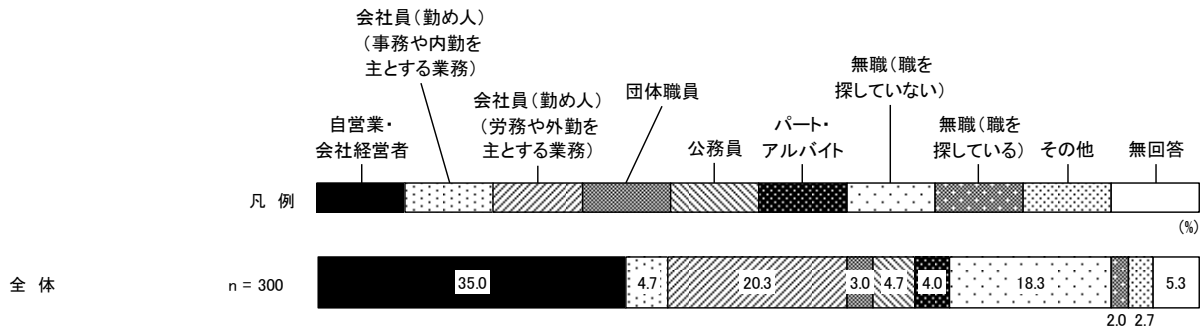 会社員（勤め人）
（事務や内勤を
主とする業務）
自営業・
会社経営者
会社員（勤め人）
（労務や外勤を
主とする業務）
団体職員
公務員
パート・
アルバイト
無職（職を
探していない）
無職（職を
探している）
その他
無回答
凡 例
(%)
全 体
n = 300
35.0
4.7
20.3
3.0
4.7
4.0
18.3
2.0
2.7
5.3